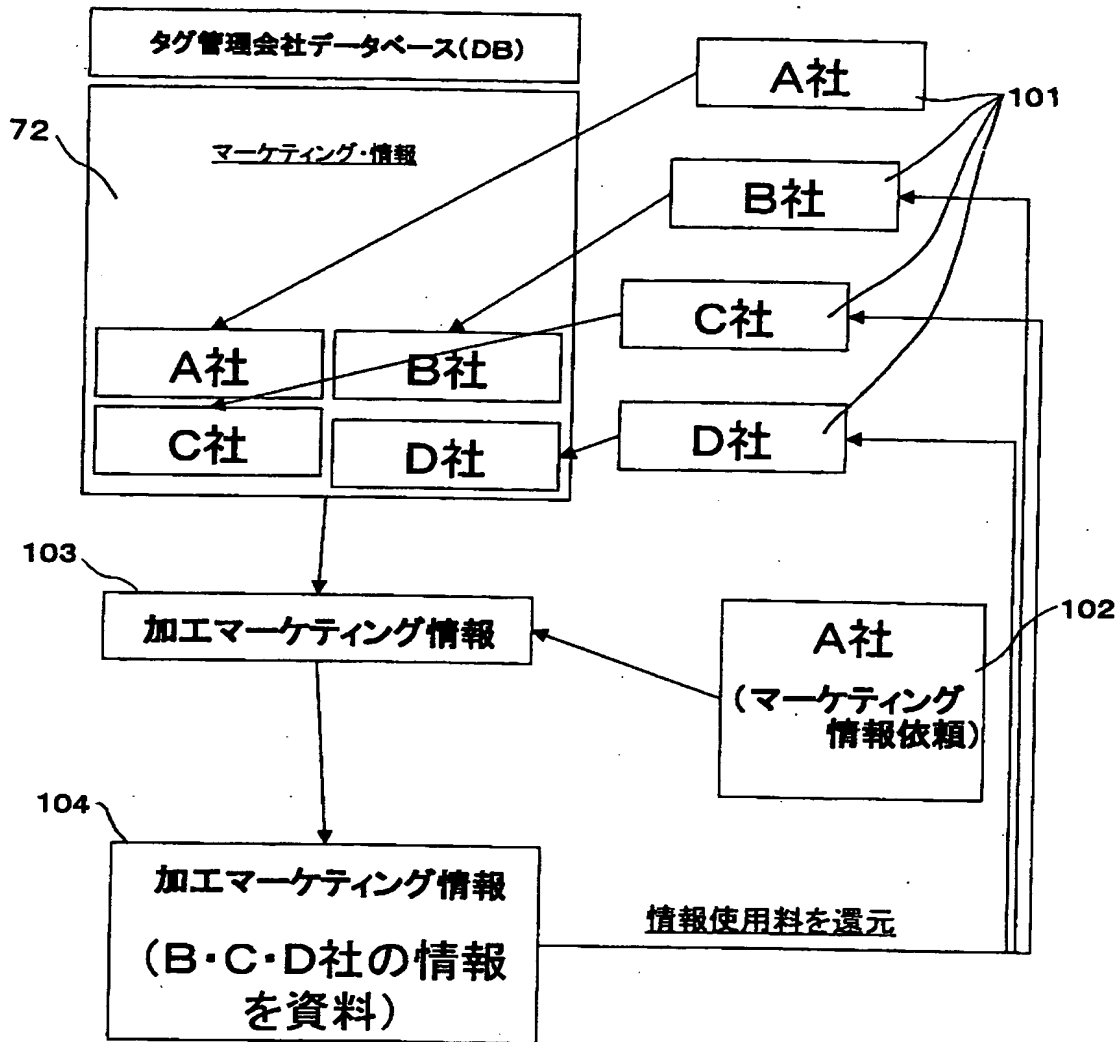 タグ管理会社データベース(DB)
A社
101
72
マーケティング・情報
B社
C社
A社
B社
D社
C社
D社
103
加工マーケティング情報
102
A社
(マーケティング
情報依頼)
104
加工マーケティング情報
情報使用料を還元
(B・C・D社の情報
を資料)